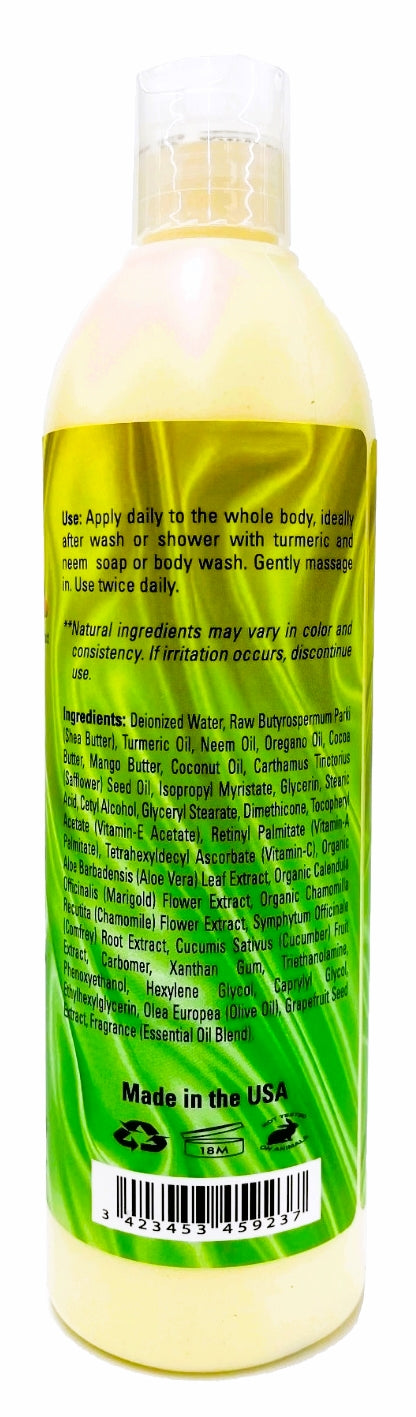 Use: Apply daily to the whole body, ideally
after wash or shower with turmeric and
neem soap or body wash. Gently massage
in. Use twice daily.
**Natural ingredients may vary in color and
consistency. If irritation occurs, discontinue
use.
Ingredients: Deionized Water, Raw Butyrospermum Parki
(Shea Butter), Turmeric Oil, Neem Oil, Oregano Oil, Cocoa
Butter, Mango Butter, Coconut Oil, Carthamus Tinctorius
(Safflower) Seed Oil, Isopropyl Myristate, Glycerin, Stearic
Acid, Cetyl Alcohol, Glyceryl Stearate, Dimethicone, Tocopheryl
Acetate (Vitamin-E Acetate), Retinyl Palmitate (Vitamin-A
Palmitate), Tetrahexyldecyl Ascorbate (Vitamin-C), Organic
Aloe Barbadensis (Aloe Vera) Leaf Extract, Organic Calendula
Officinalis (Marigold) Flower Extract, Organic Chamomilla
Recutita (Chamomile) Flower Extract, Symphytum Officinale
(Comfrey) Root Extract, Cucumis Sativus (Cucumber) Fruit
Extract, Carbomer, Xanthan Gum, Triethanolamine,
Phenoxyethanol, Hexylene Glycol, Caprylyl Glycol,
Ethylhexylglycerin, Olea Europea (Olive Oil), Grapefruit Seed
Extract, Fragrance (Essential Oil Blend)
Made in the USA
NOT TESTED
ON ANIMALS
18M
3 423453 459237